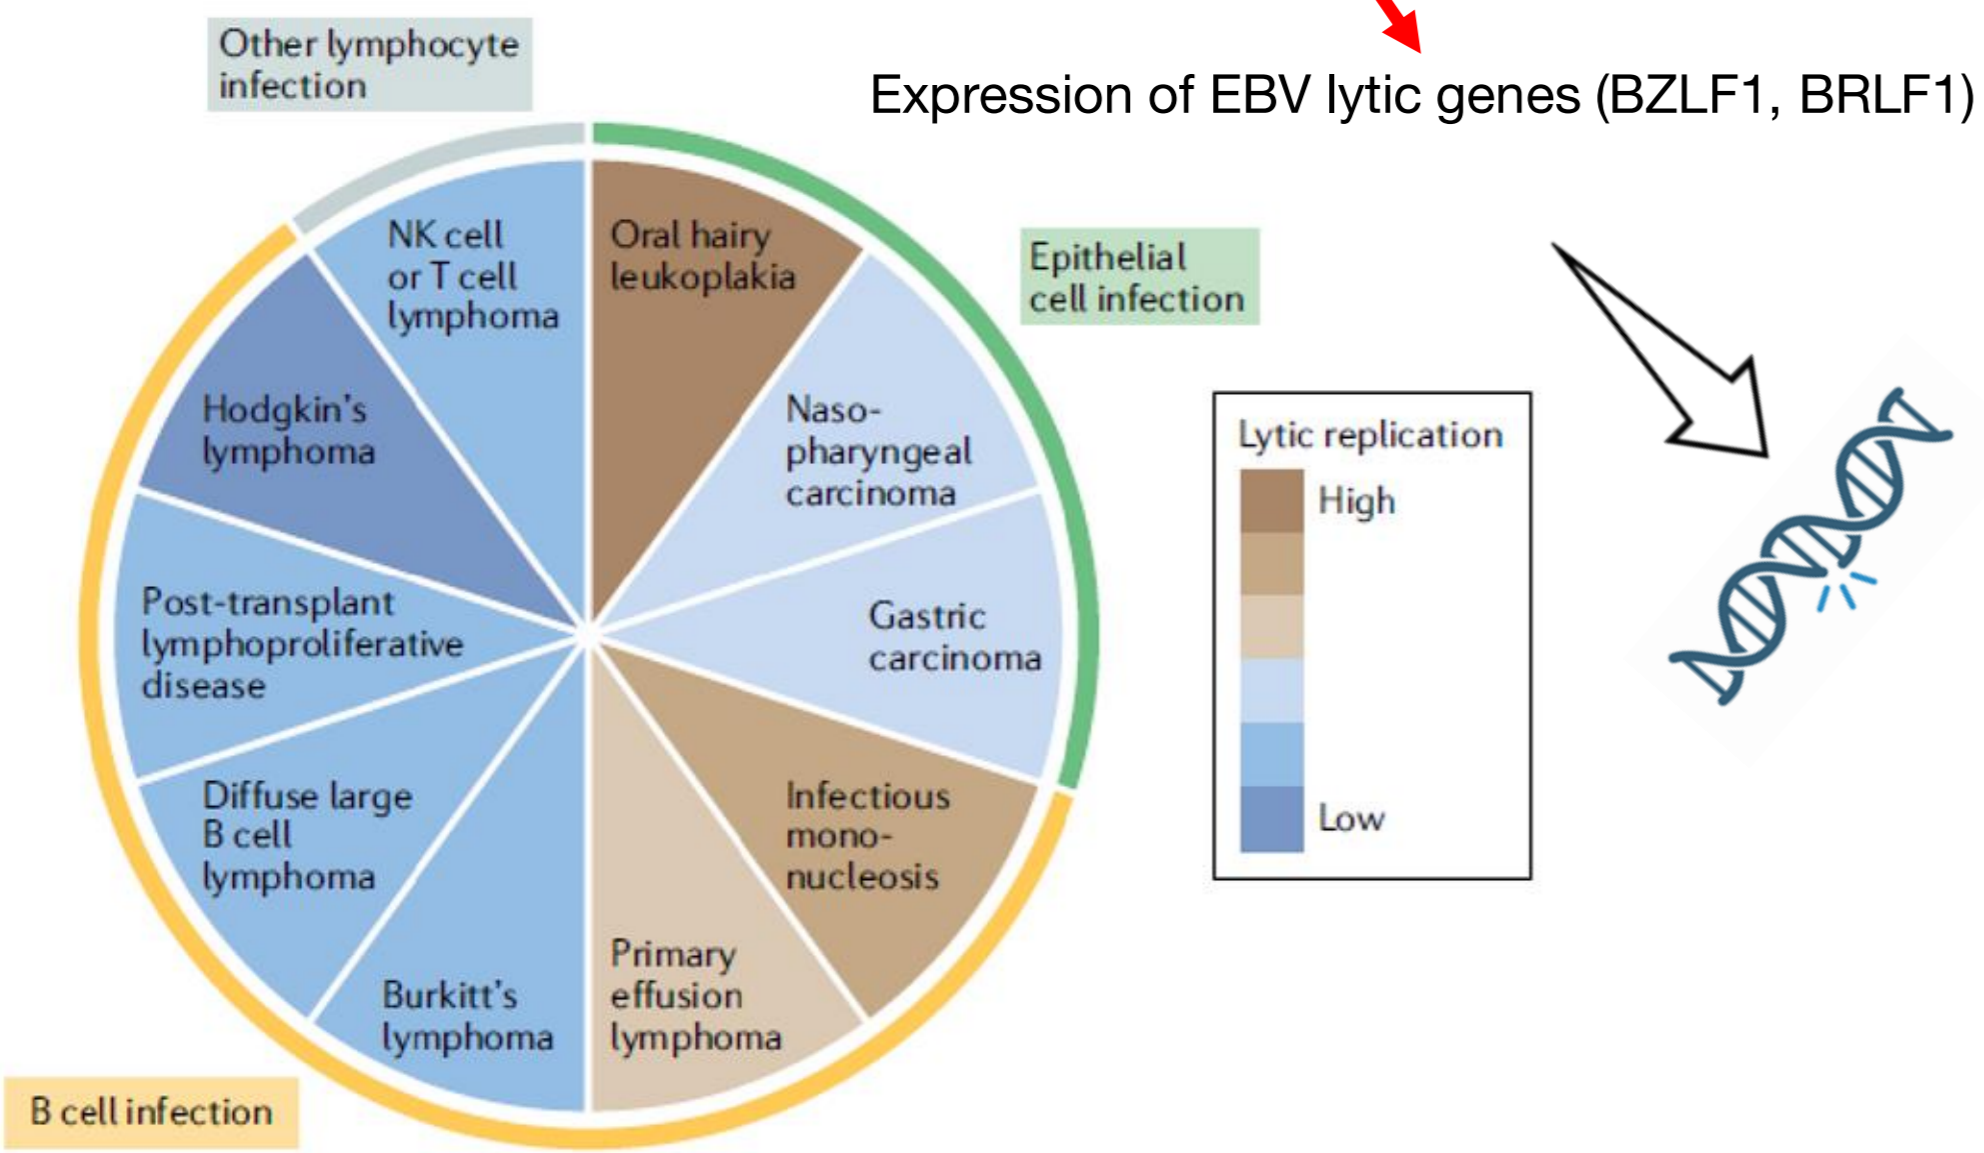 Other lymphocyte
infection
Expression of EBV lytic genes (BZLF1, BRLF1)
NK cell
or T cell
lymphoma
Oral hairy
leukoplakia
Epithelial
cell infection
Hodgkin's
lymphoma
Naso-
pharyngeal
carcinoma
Lytic replication
High
Low
Post-transplant
lymphoproliferative
disease
Gastric
carcinoma
Diffuse large
B cell
lymphoma
Infectious
mono-
nucleosis
Burkitt's
lymphoma
Primary
effusion
lymphoma
B cell infection